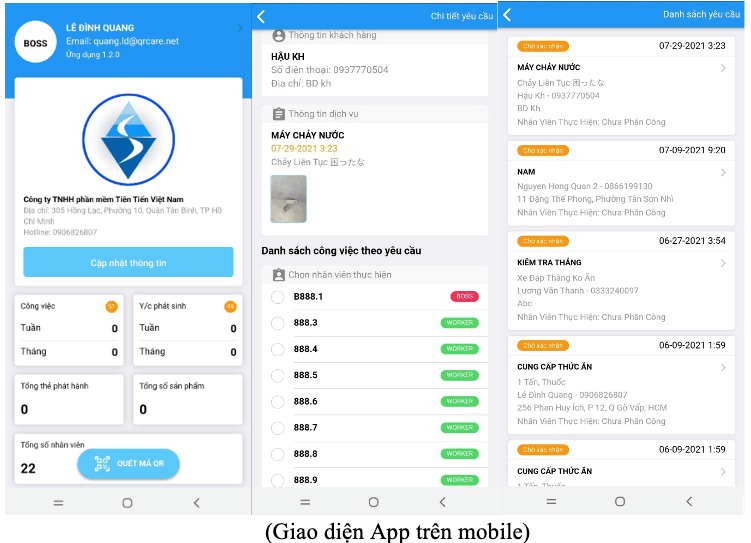 BOSS
LÊ ĐÌNH QUANG
Email: quang.ld@qrcare.net
Ứng dụng 1.2.0
Công ty TNHH phần mềm Tiên Tiến Việt Nam
Địa chỉ: 305 Hồng Lạc, Phường 10, Quận Tân Bình, TP Hồ
Chí Minh
Hotline: 0906826807
Cập nhật thông tin
Công việc 51
Tuần 0
Tháng 0
Y/c phát sinh
Tuần 0
Tháng 0
Tổng thẻ phát hành
0
Tổng số sản phẩm
0
Tổng số nhân viên
22
QUÉT MÃ QR
Chi tiết yêu cầu
Thông tin khách hàng
HẬU KH
Số điện thoại: 0937770504
Địa chỉ: BD kh
Thông tin dịch vụ
MÁY CHẢY NƯỚC
07-29-2021 3:23
Chảy Liên Tục 困ったな
Danh sách công việc theo yêu cầu
Chọn nhân viên thực hiện
B888.1 BOSS
888.3 WORKER
888.4 WORKER
888.5 WORKER
888.6 WORKER
888.7 WORKER
888.8 WORKER
888.9 WORKER
Danh sách yêu cầu
Chờ xác nhận 07-29-2021 3:23
MÁY CHẢY NƯỚC
Chảy Liên Tục 困ったな
Hậu Kh - 0937770504
BD Kh
Nhân Viên Thực Hiện: Chưa Phân Công
Chờ xác nhận 07-09-2021 9:20
NAM
Nguyen Hong Quan 2 - 0866199130
11 Đặng Thế Phong, Phường Tân Sơn Nhì
Nhân Viên Thực Hiện: Chưa Phân Công
Chờ xác nhận 06-27-2021 3:54
KIỂM TRA THẮNG
Xe Đạp Thắng Ko Ăn
Lương Văn Thanh - 0333240097
Abc
Nhân Viên Thực Hiện: Chưa Phân Công
Chờ xác nhận 06-09-2021 1:59
CUNG CẤP THỨC ĂN
1 Tấn, Thuốc
Lê Đình Quang - 0906826807
256 Phan Huy Ích, P 12, Q Gò Vấp, HCM
Nhân Viên Thực Hiện: Chưa Phân Công
Chờ xác nhận 06-09-2021 1:59
CUNG CẤP THỨC ĂN
1 Tấn, Thuốc
(Giao diện App trên mobile)